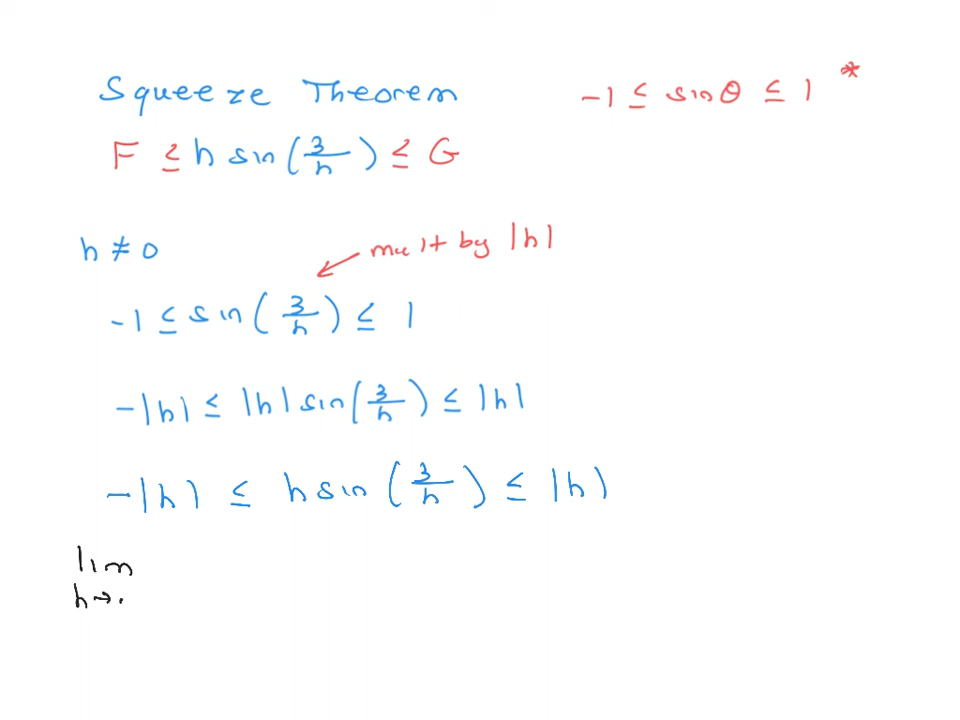 Squeeze Theorem -1 ≤ sin θ ≤ 1 *
F ≤ h sin(3/h) ≤ G
h ≠ 0
mult by |h|
-1 ≤ sin(3/h) ≤ 1
-|h| ≤ |h| sin(3/h) ≤ |h|
-|h| ≤ h sin(3/h) ≤ |h|
lim
h→.